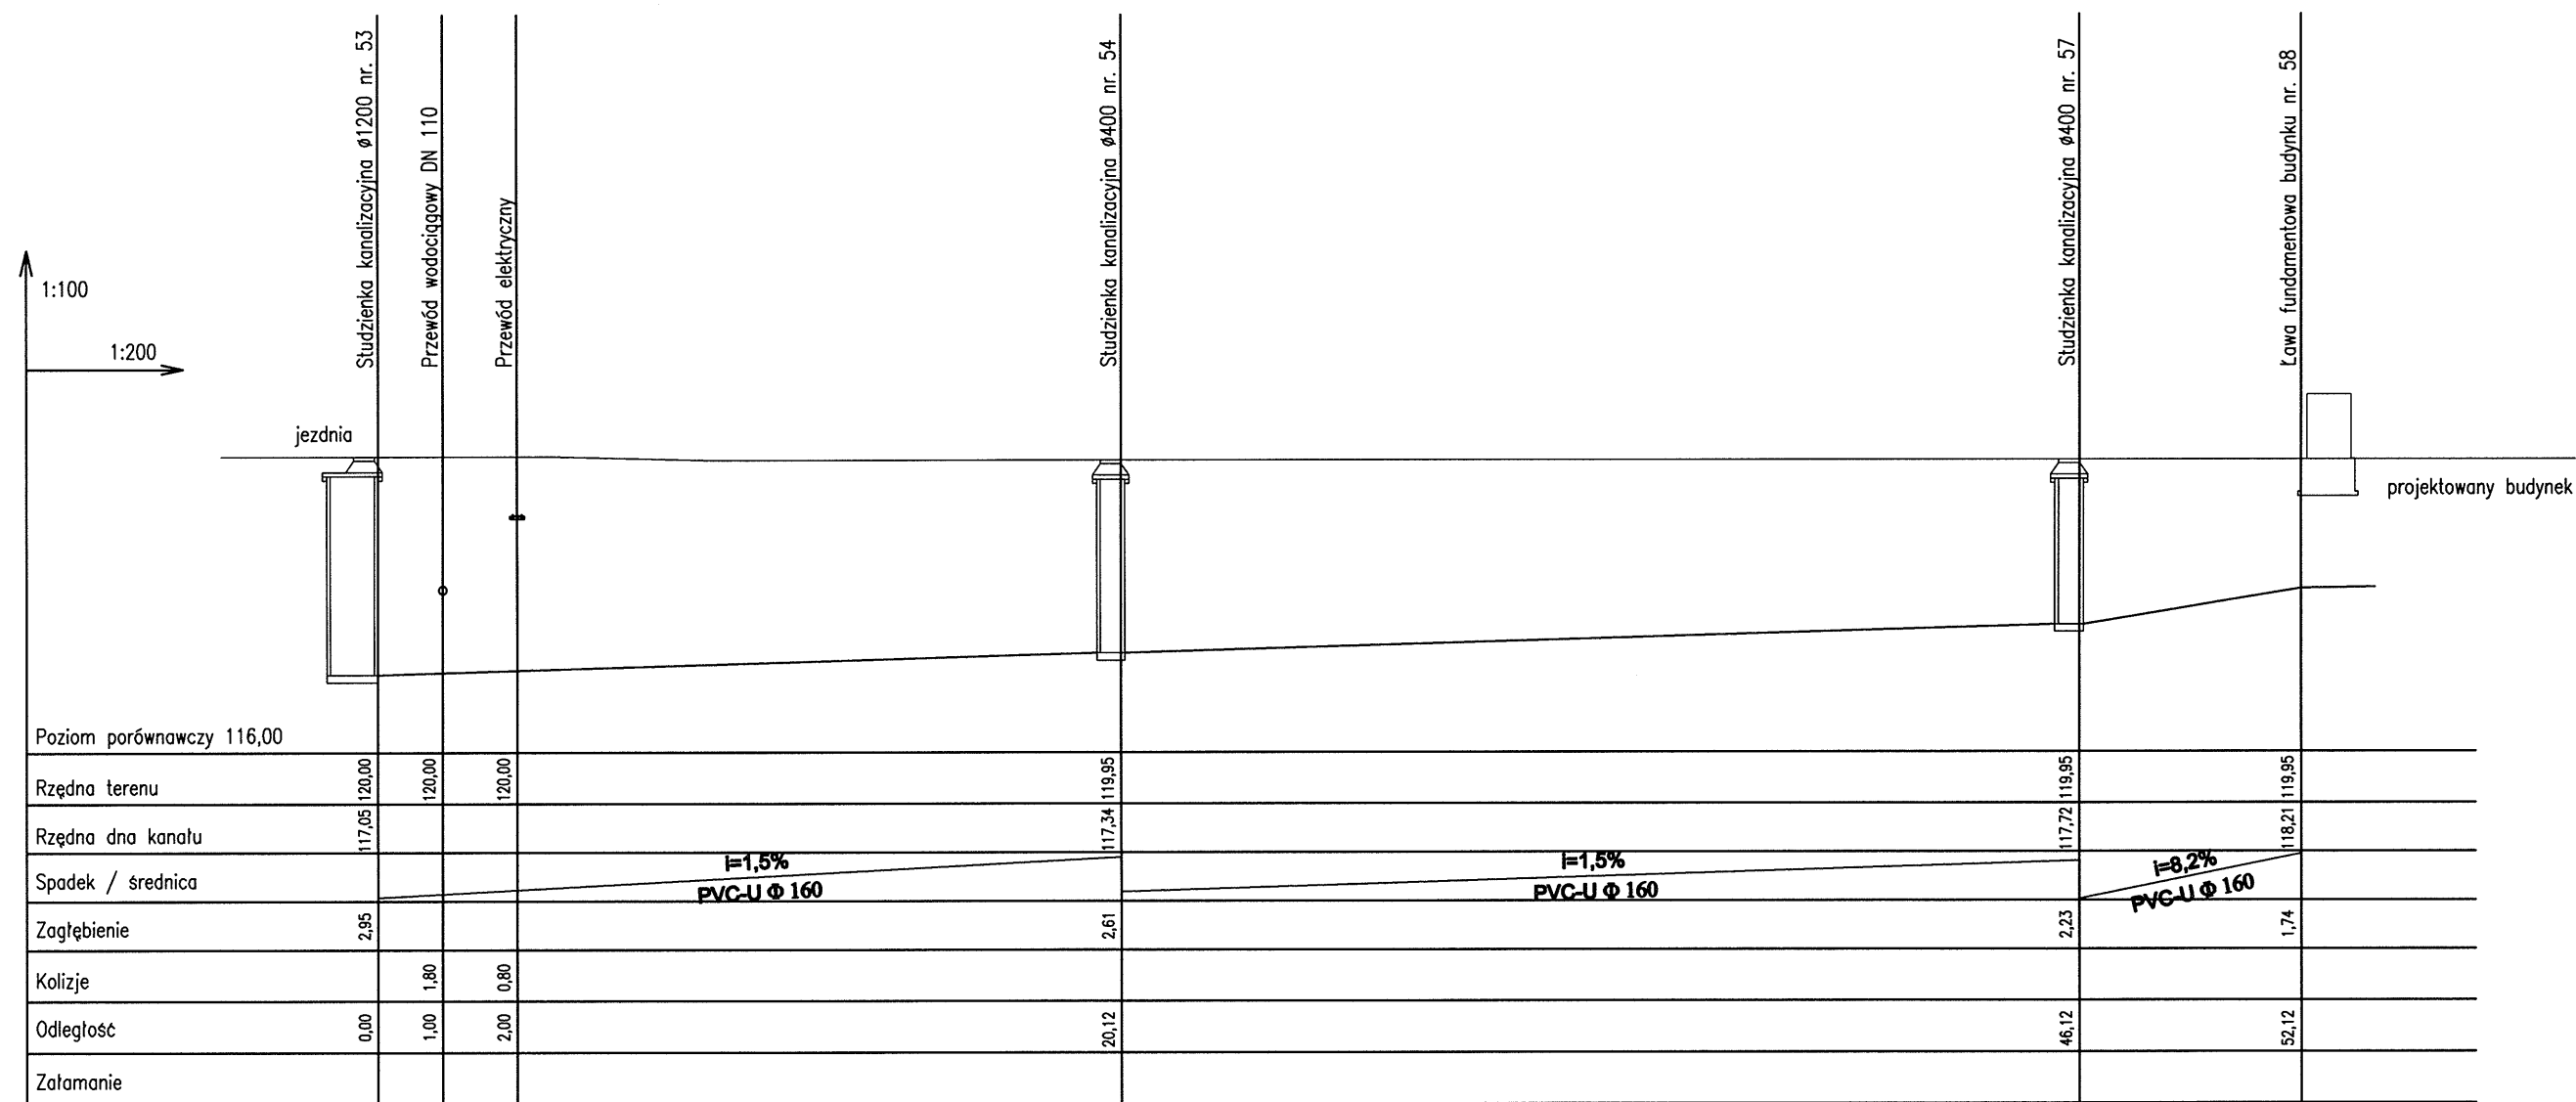 Studzienka kanalizacyjna ø1200 nr. 53
Przewód wodociągowy DN 110
Przewód elektryczny
Studzienka kanalizacyjna ø400 nr. 54
Studzienka kanalizacyjna ø400 nr. 57
Ława fundamentowa budynku nr. 58
1:100
1:200
jezdnia
projektowany budynek
Poziom porównawczy 116,00
Rzędna terenu 120,00 120,00 120,00 119,95 119,95 119,95
Rzędna dna kanału 117,05 117,34 117,72 118,21
Spadek / średnica
i=1,5%
PVC-U Φ 160
i=1,5%
PVC-U Φ 160
i=8,2%
PVC-U Φ 160
Zagłębienie 2,95 2,61 2,23 1,74
Kolizje 1,80 0,80
Odległość 0,00 1,00 2,00 20,12 46,12 52,12
Załamanie